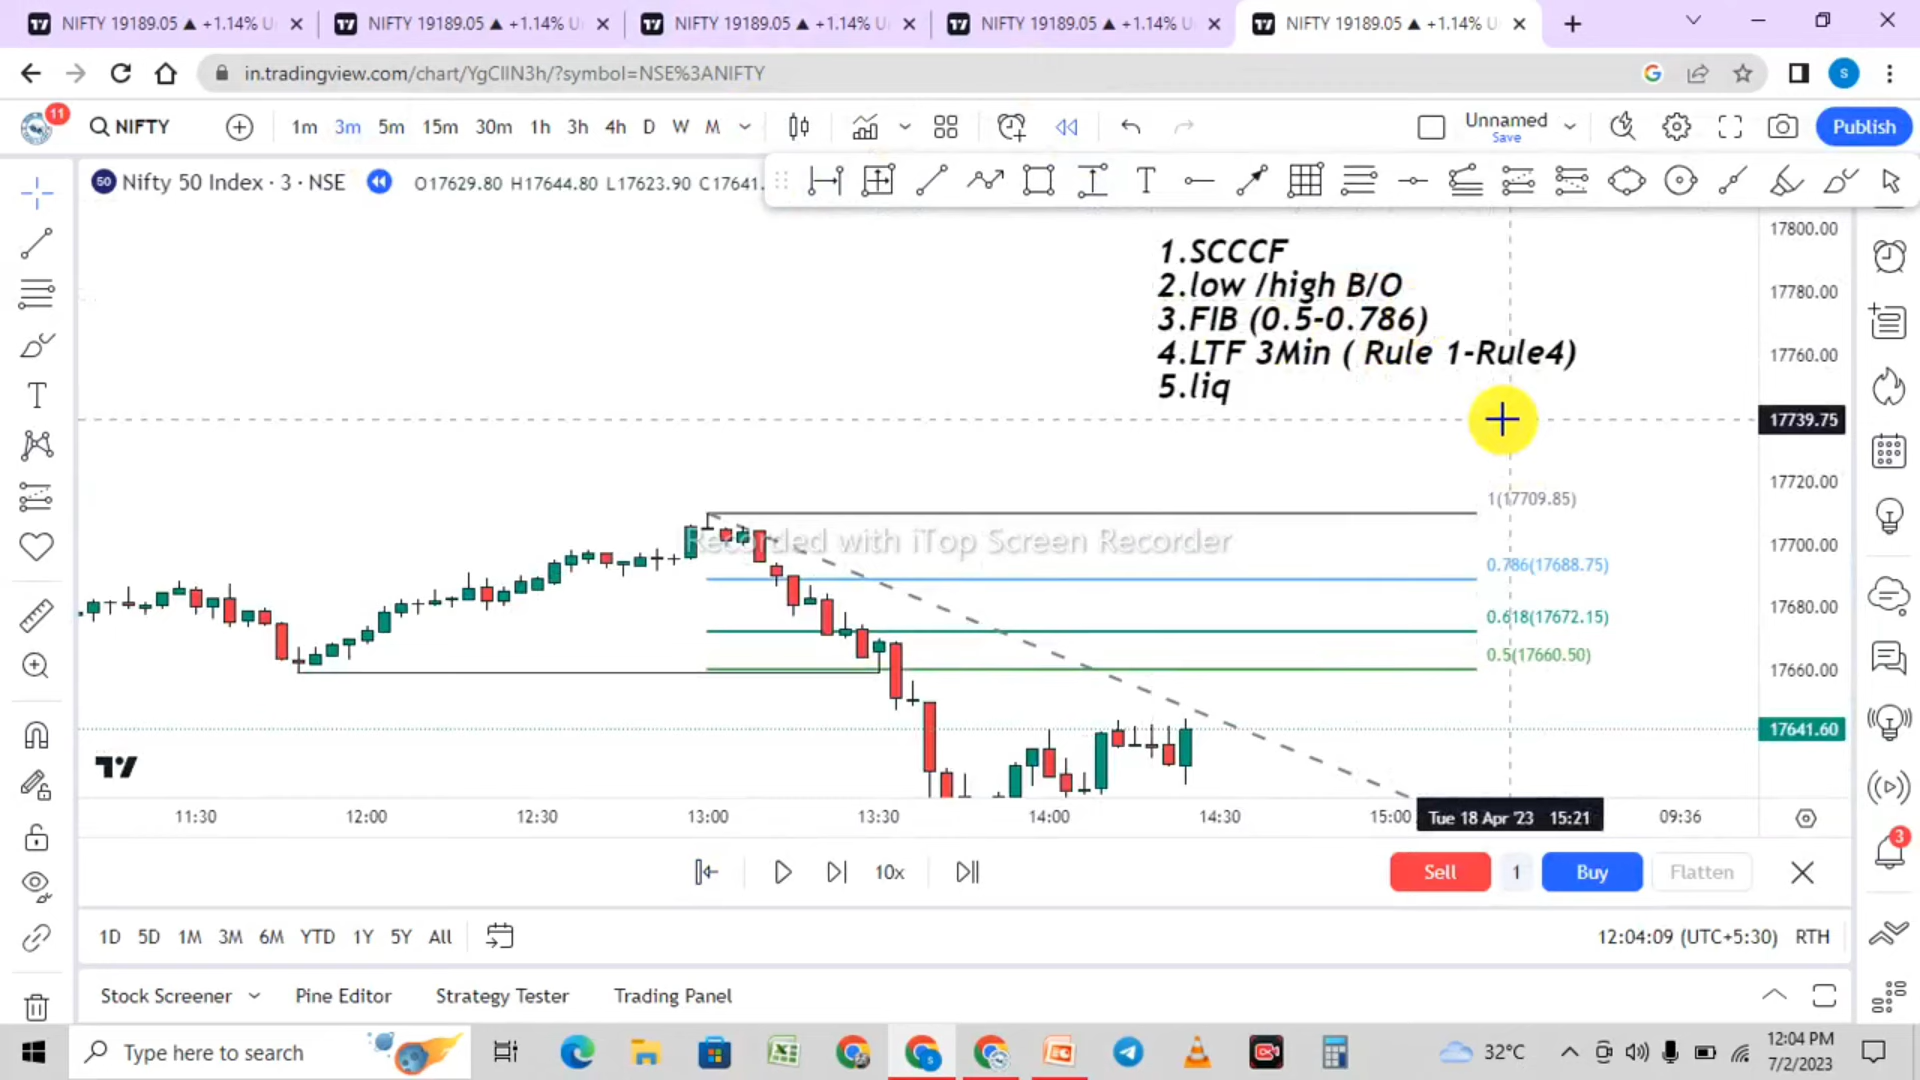 NIFTY 19189.05 ▲ +1.14% U
NIFTY 19189.05 ▲ +1.14% U
NIFTY 19189.05 ▲ +1.14% U
NIFTY 19189.05 ▲ +1.14% U
NIFTY 19189.05 ▲ +1.14% U
in.tradingview.com/chart/YgCIlN3h/?symbol=NSE%3ANIFTY
S
11
NIFTY
1m 3m 5m 15m 30m 1h 3h 4h D W M
Unnamed
Save
Publish
50 Nifty 50 Index · 3 · NSE
O17629.80 H17644.80 L17623.90 C17641.
1.SCCCF
2.low /high B/O
3.FIB (0.5-0.786)
4.LTF 3Min ( Rule 1-Rule4)
5.liq
17800.00
17780.00
17760.00
17739.75
17720.00
17700.00
17680.00
17660.00
17641.60
1(17709.85)
Recorded with iTop Screen Recorder
0.786(17688.75)
0.618(17672.15)
0.5(17660.50)
11:30 12:00 12:30 13:00 13:30 14:00 14:30 15:00 Tue 18 Apr '23 15:21 09:36
3
10x
Sell 1 Buy Flatten
1D 5D 1M 3M 6M YTD 1Y 5Y All
12:04:09 (UTC+5:30) RTH
Stock Screener Pine Editor Strategy Tester Trading Panel
Type here to search
32°C
12:04 PM
7/2/2023